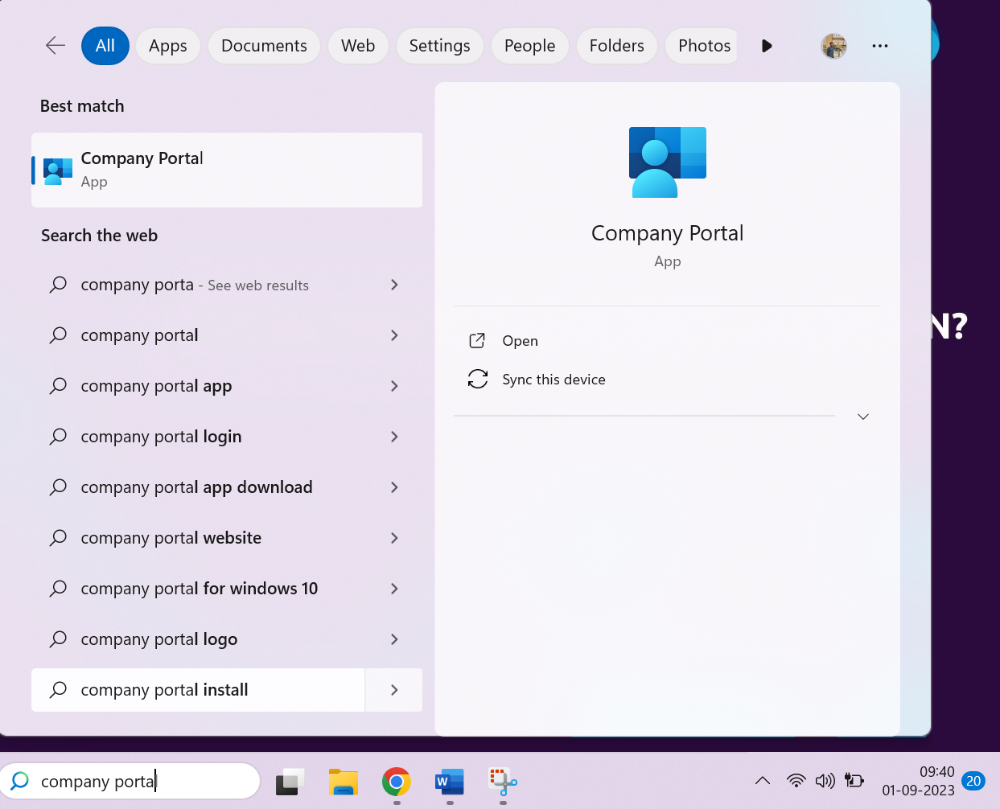 All Apps Documents Web Settings People Folders Photos
Best match
Company Portal
App
Search the web
company porta - See web results
company portal
company portal app
company portal login
company portal app download
company portal website
company portal for windows 10
company portal logo
company portal install
Company Portal
App
Open
Sync this device
N?
company porta
W
09:40
01-09-2023
20